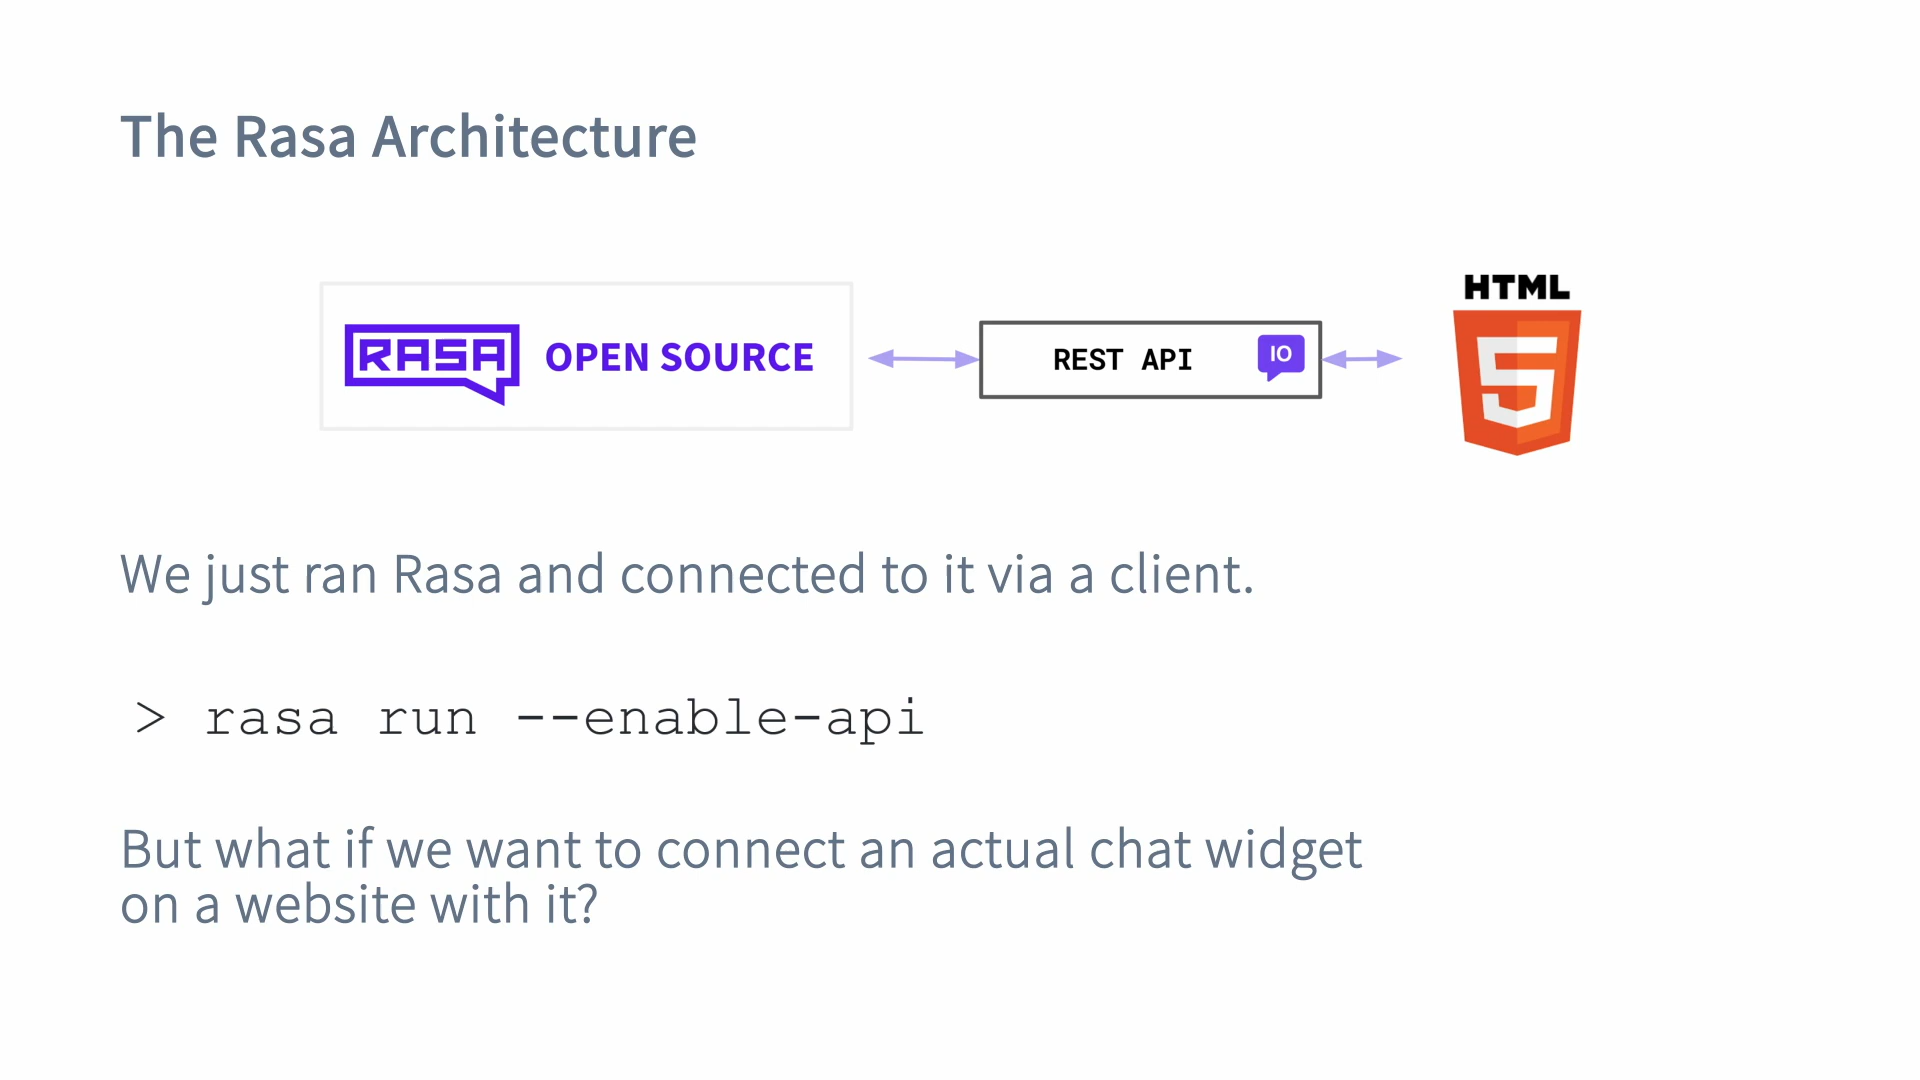 The Rasa Architecture
RASA OPEN SOURCE
REST API
IO
HTML
5
We just ran Rasa and connected to it via a client.
> rasa run --enable-api
But what if we want to connect an actual chat widget
on a website with it?